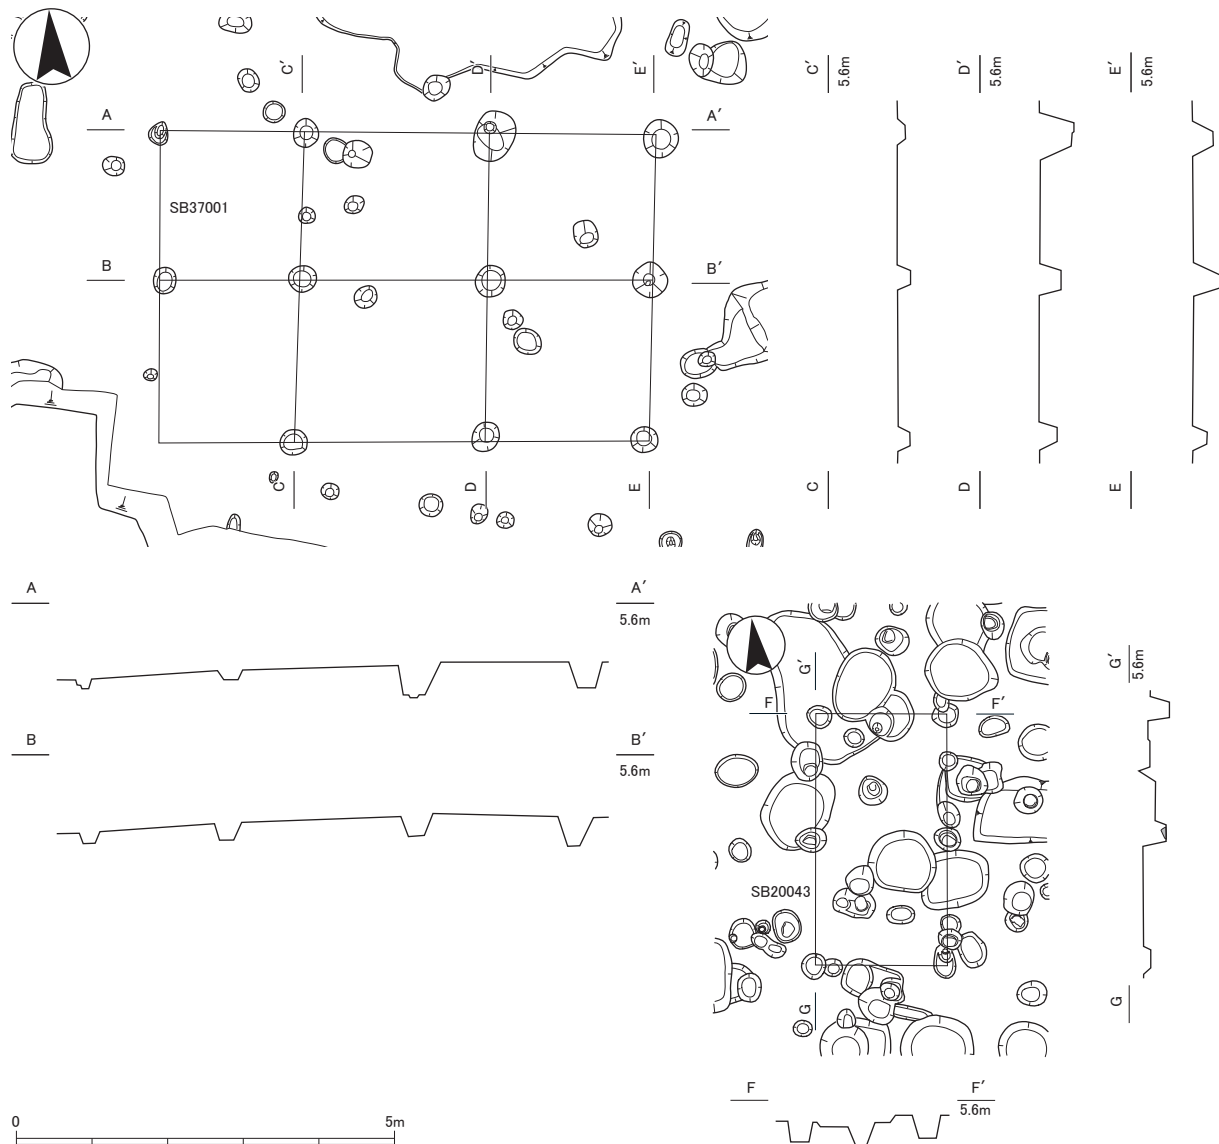 C′
D′
E′
C′
5.6m
D′
5.6m
E′
5.6m
A
A′
SB37001
B
B′
C
D
E
C
D
E
A
A′
5.6m
B
B′
5.6m
G′
G′
5.6m
F
F′
SB20043
G
G
F
F′
5.6m
0
5m